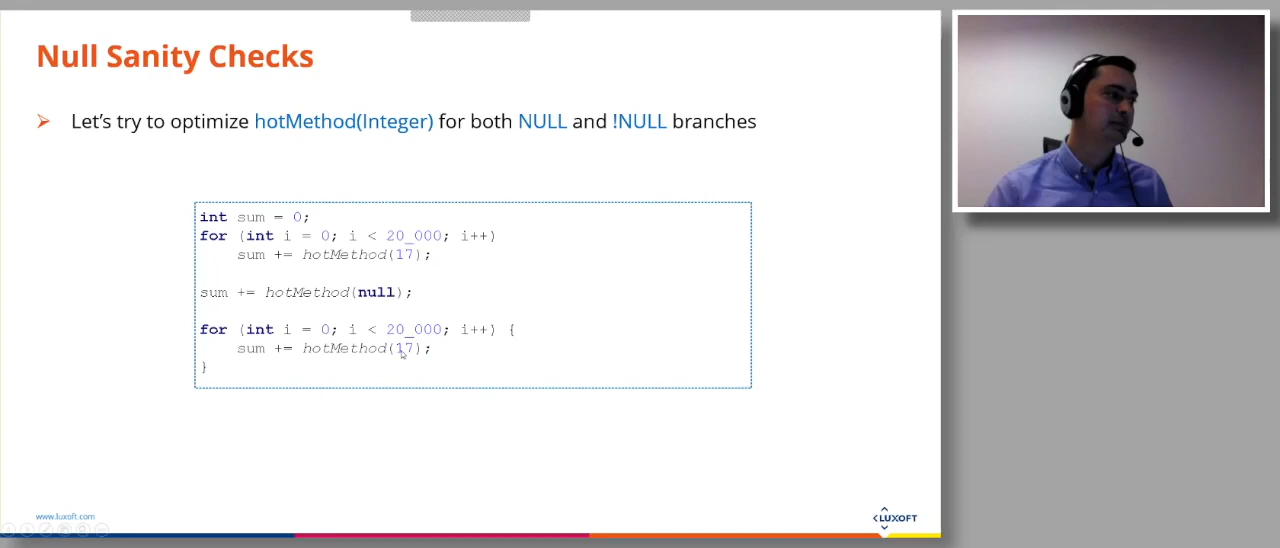 Null Sanity Checks
Let's try to optimize hotMethod(Integer) for both NULL and !NULL branches
int sum = 0;
for (int i = 0; i < 20_000; i++)
sum += hotMethod(17);
sum += hotMethod(null);
for (int i = 0; i < 20_000; i++) {
sum += hotMethod(17);
}
www.luxoft.com
LUXOFT